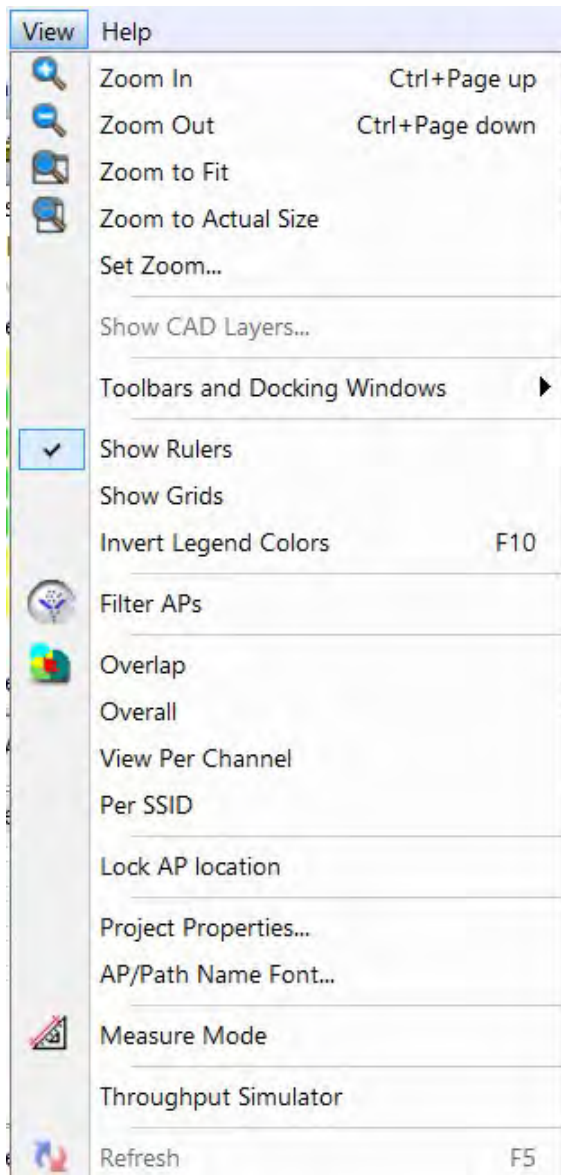 View Help
Zoom In Ctrl+Page up
Zoom Out Ctrl+Page down
Zoom to Fit
Zoom to Actual Size
Set Zoom...
Show CAD Layers...
Toolbars and Docking Windows
Show Rulers
Show Grids
Invert Legend Colors F10
Filter APs
Overlap
Overall
View Per Channel
Per SSID
Lock AP location
Project Properties...
AP/Path Name Font...
Measure Mode
Throughput Simulator
Refresh F5